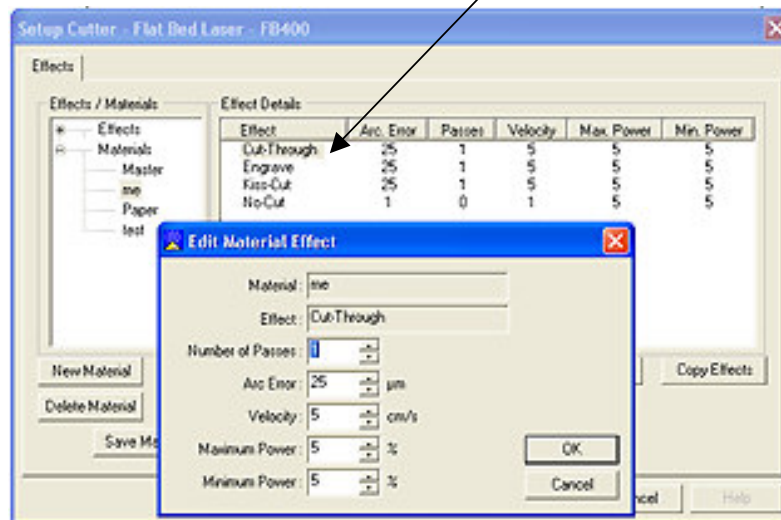 Setup Cutter - Flat Bed Laser - FB400
Effects
Effects / Materials
Effects
Materials
Master
me
Paper
test
Effect Details
Effect Arc. Error Passes Velocity Max. Power Min. Power
Cut-Through 25 1 5 5 5
Engrave 25 1 5 5 5
Kiss-Cut 25 1 5 5 5
No-Cut 1 0 1 5 5
Edit Material Effect
Material : me
Effect : Cut-Through
Number of Passes : 1
Arc Error : 25 µm
Velocity : 5 cm/s
Maximum Power : 5 %
Minimum Power : 5 %
OK
Cancel
New Material
Delete Material
Save M
Copy Effects
ncel
Help